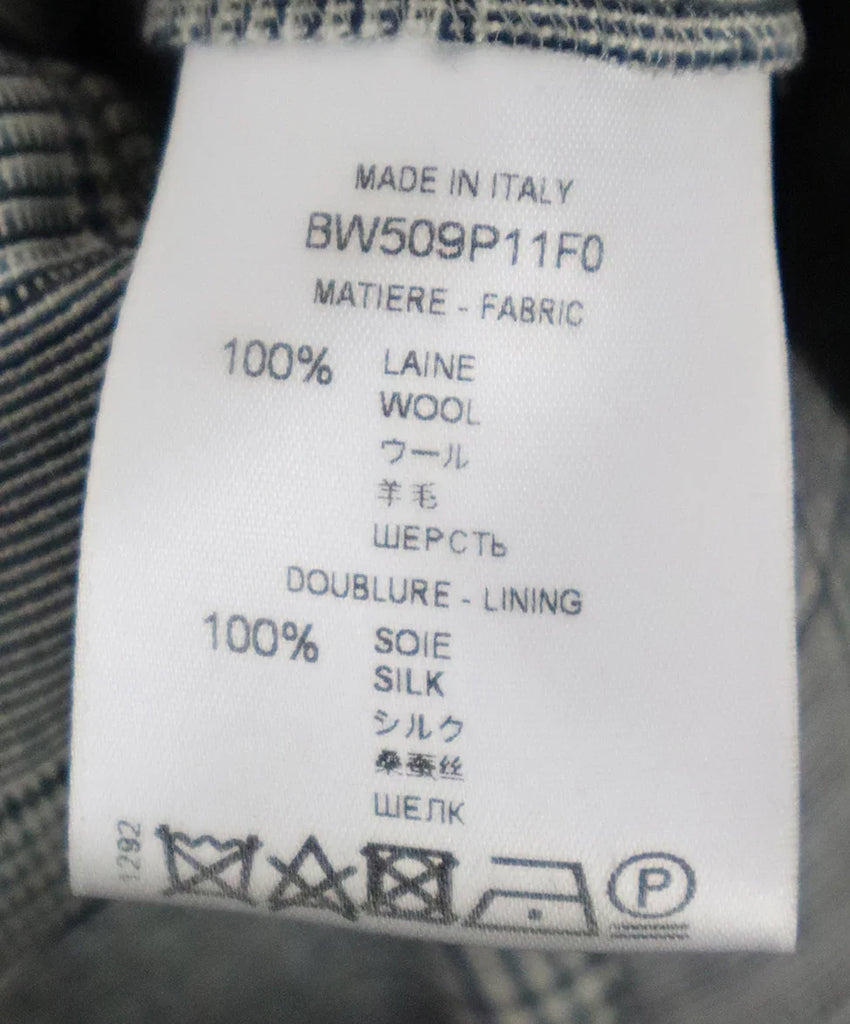 MADE IN ITALY
BW509P11F0
MATIERE - FABRIC
100% LAINE
WOOL
ウール
羊毛
ШЕРСТЬ
DOUBLURE - LINING
100% SOIE
SILK
シルク
桑蚕丝
ШЕЛК
1292
P